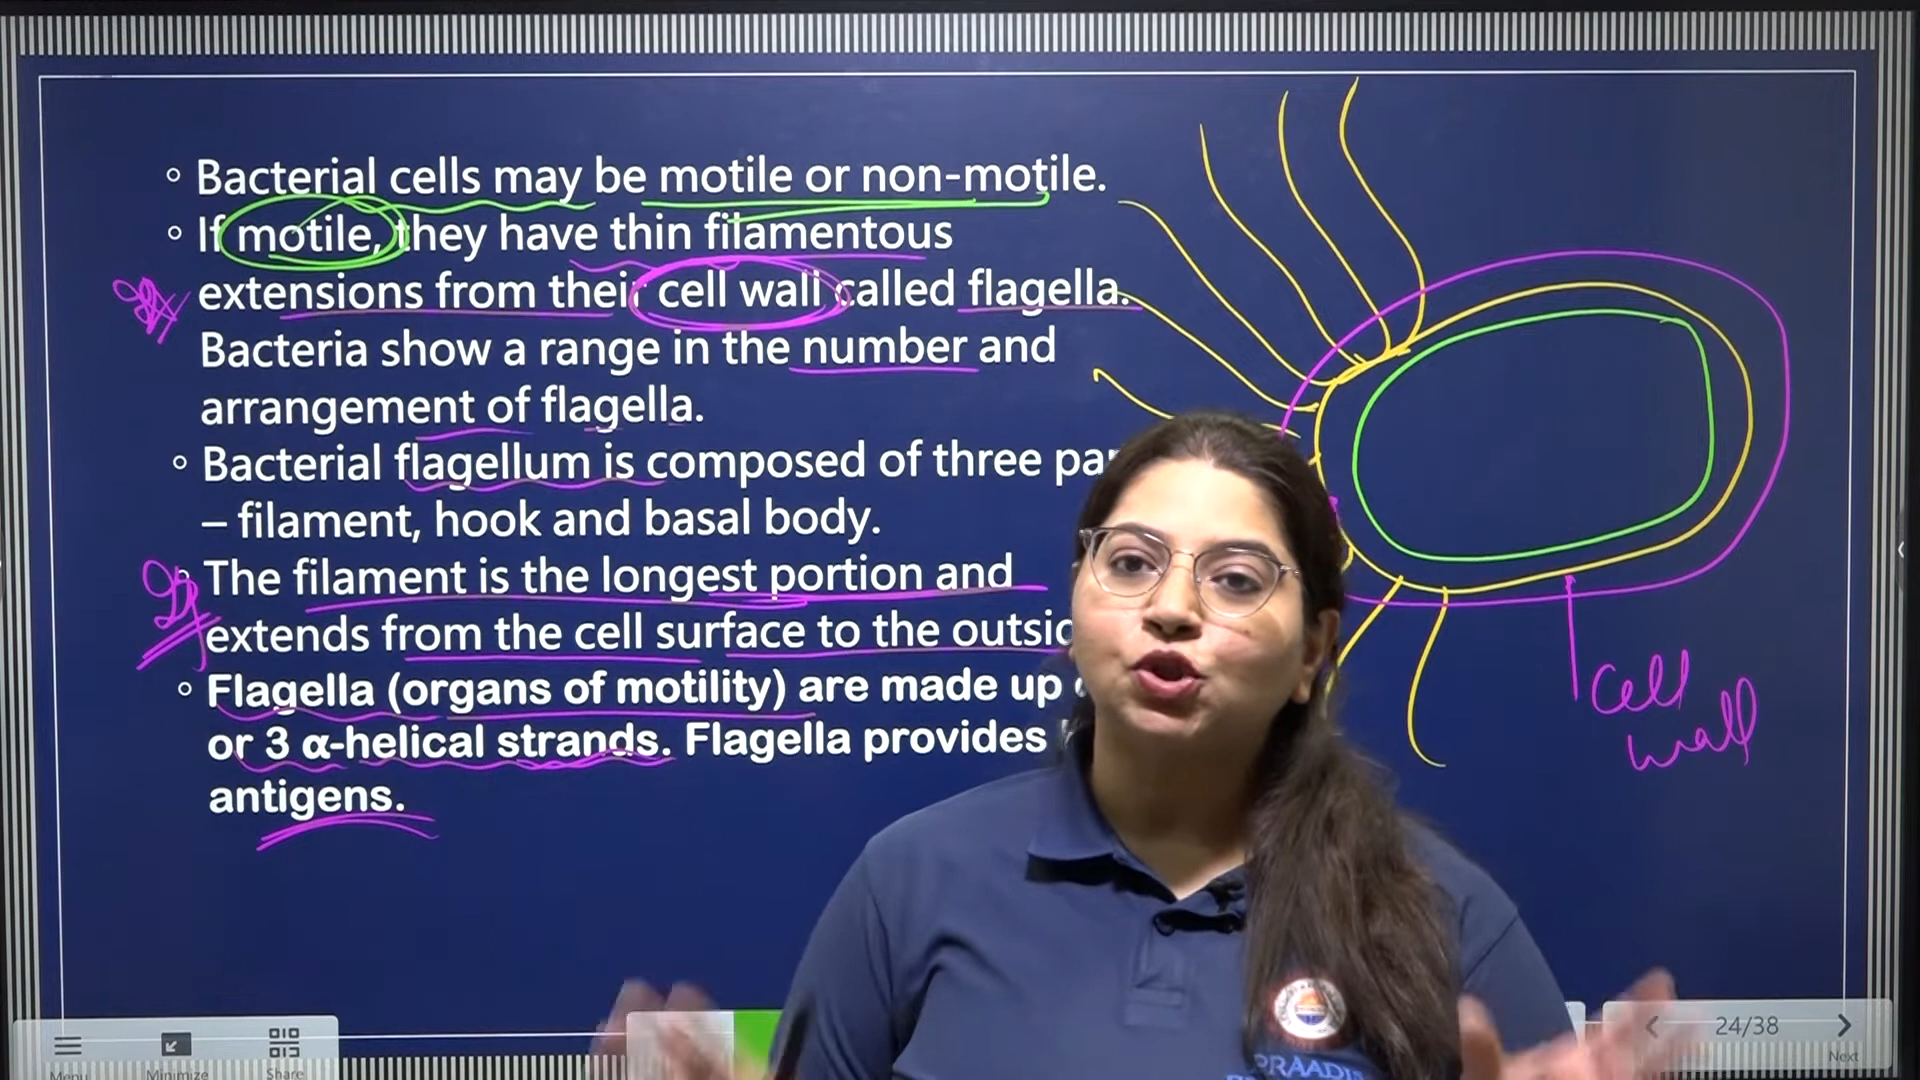 ◦ Bacterial cells may be motile or non-motile.
◦ If motile, they have thin filamentous
extensions from their cell wall called flagella.
Bacteria show a range in the number and
arrangement of flagella.
◦ Bacterial flagellum is composed of three
– filament, hook and basal body.
The filament is the longest portion and
extends from the cell surface to the
◦ Flagella (organs of motility) are made up
or 3 α-helical strands. Flagella provides
antigens.
Cell
wall
Menu
Minimize
Share
24/38
Next